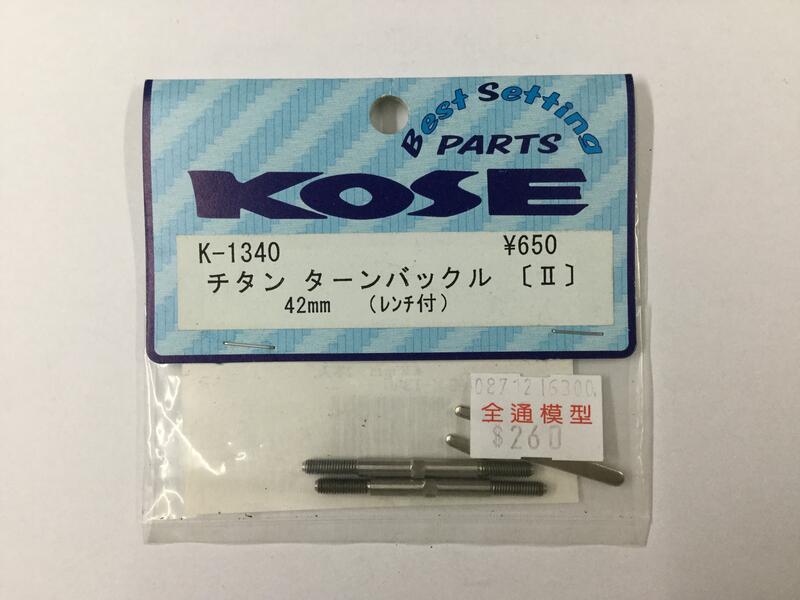 Best Setting
PARTS
KOSE
K-1340 ¥650
チタン ターンバックル 〔Ⅱ〕
42mm （ﾚﾝﾁ付）
全通模型
$260